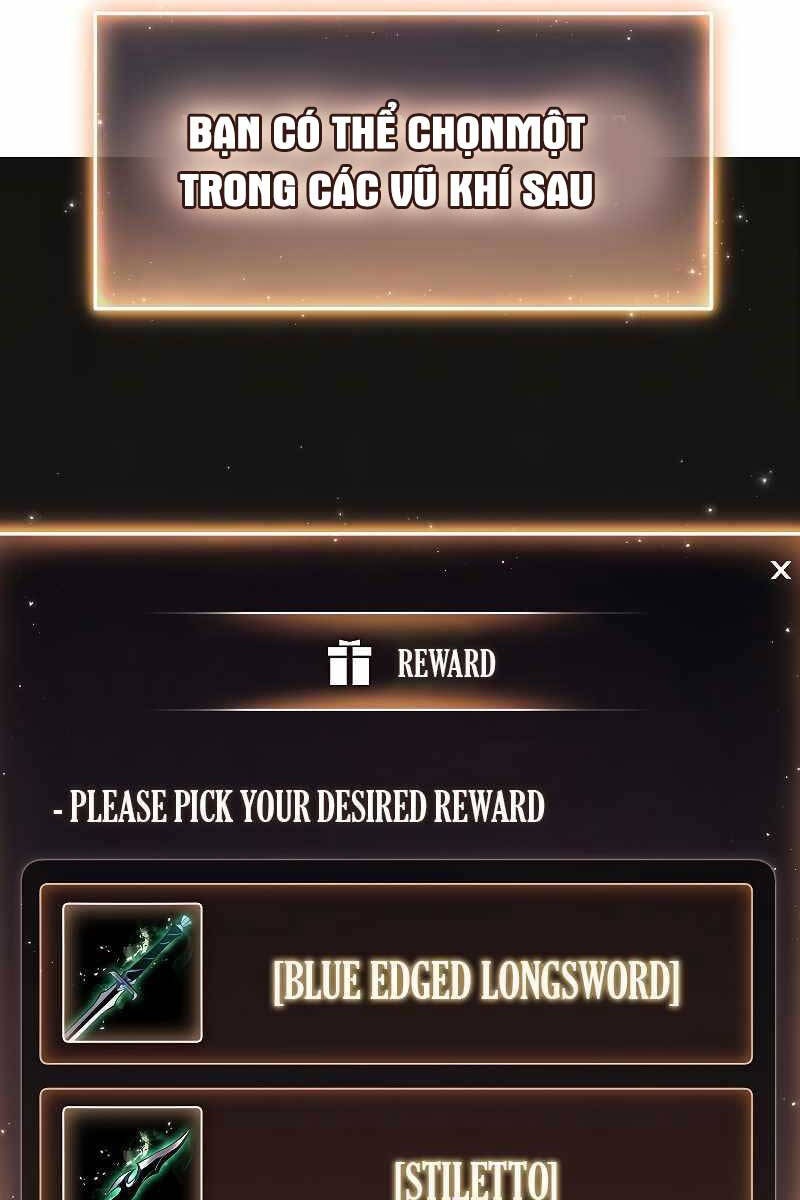 BẠN CÓ THỂ CHỌNMỘT
TRONG CÁC VŨ KHÍ SAU
X
REWARD
- PLEASE PICK YOUR DESIRED REWARD
[BLUE EDGED LONGSWORD]
[STILETTO]